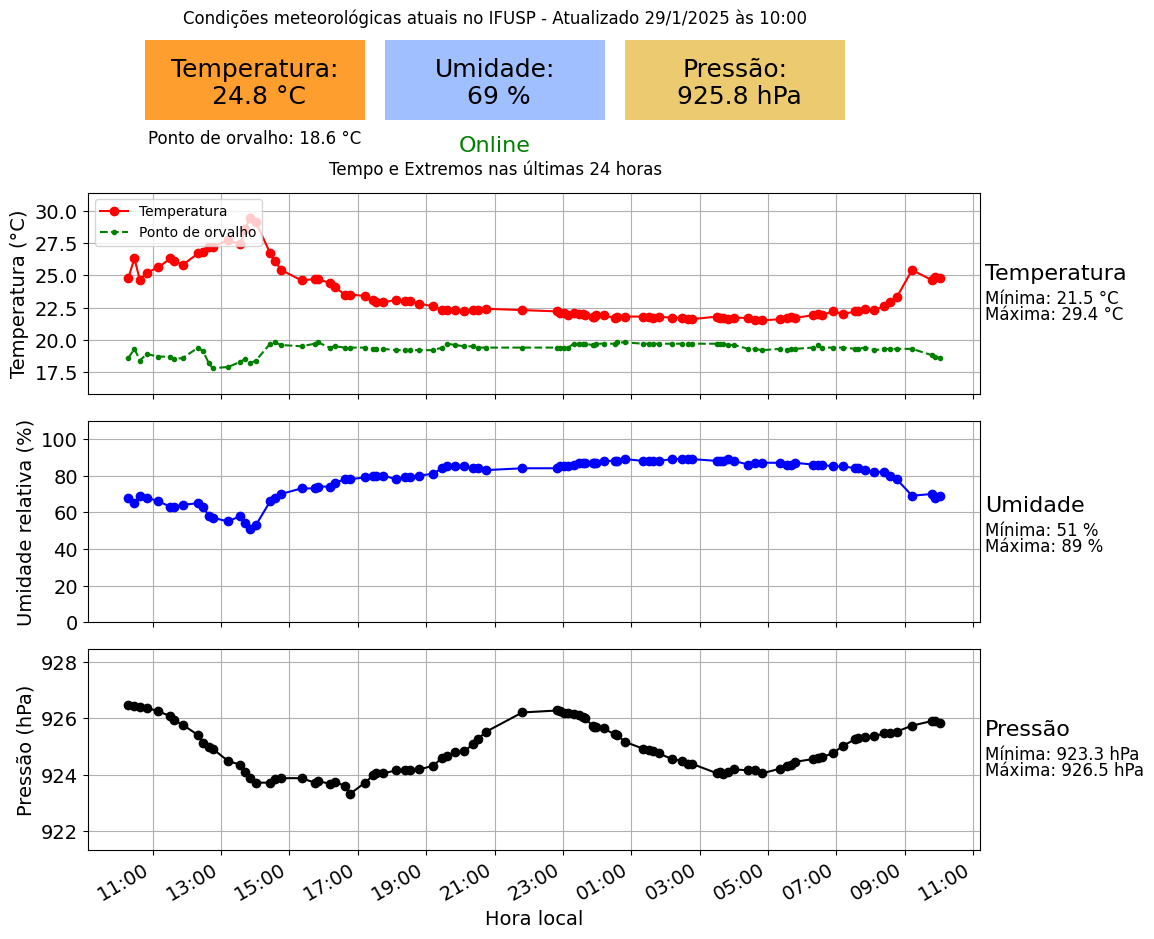 Condições meteorológicas atuais no IFUSP - Atualizado 29/1/2025 às 10:00
Temperatura:
24.8 °C
Umidade:
69 %
Pressão:
925.8 hPa
Ponto de orvalho: 18.6 °C
Online
Tempo e Extremos nas últimas 24 horas
Temperatura (°C)
30.0
27.5
25.0
22.5
20.0
17.5
Temperatura
Ponto de orvalho
Temperatura
Mínima: 21.5 °C
Máxima: 29.4 °C
Umidade relativa (%)
100
80
60
40
20
0
Umidade
Mínima: 51 %
Máxima: 89 %
Pressão (hPa)
928
926
924
922
Pressão
Mínima: 923.3 hPa
Máxima: 926.5 hPa
11:00 13:00 15:00 17:00 19:00 21:00 23:00 01:00 03:00 05:00 07:00 09:00 11:00
Hora local